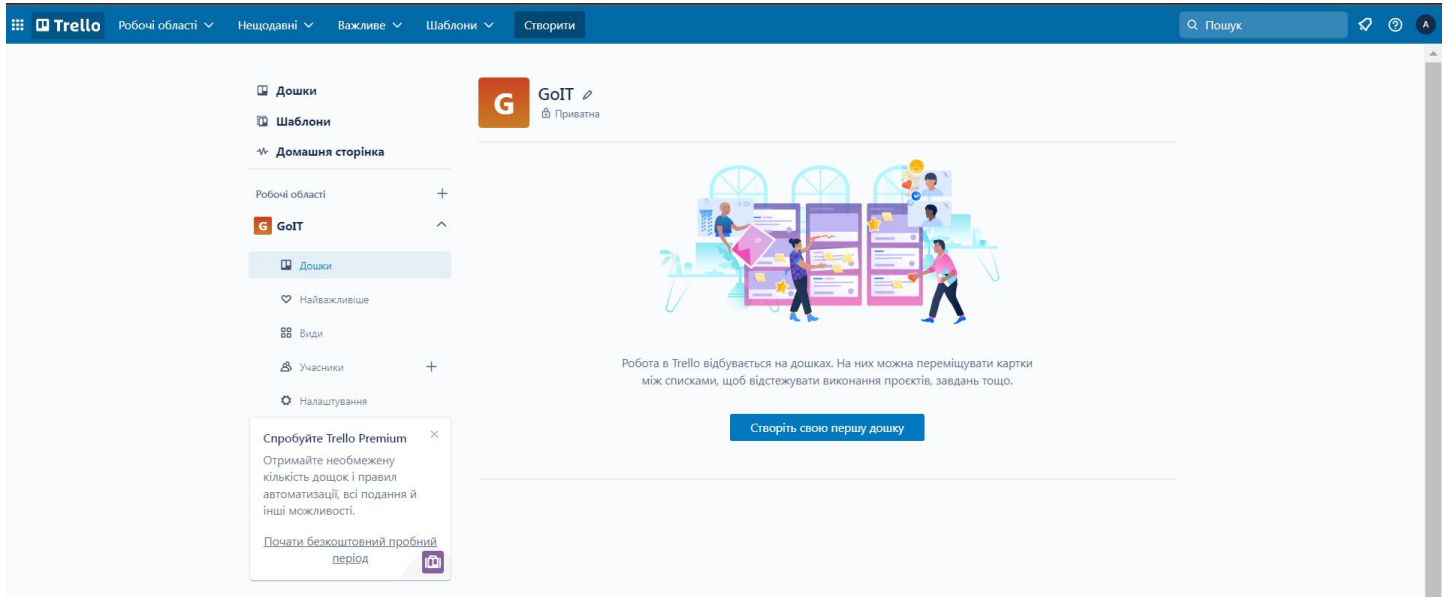 Trello Робочі області Нещодавні Важливе Шаблони Створити Пошук A
Дошки
Шаблони
Домашня сторінка
Робочі області
G GoIT
Дошки
Найважливіше
Види
Учасники
Налаштування
Спробуйте Trello Premium
Отримайте необмежену
кількість дощок і правил
автоматизації, всі подання й
інші можливості.
Почати безкоштовний пробний
період
G
GoIT
Приватна
Робота в Trello відбувається на дошках. На них можна переміщувати картки
між списками, щоб відстежувати виконання проєктів, завдань тощо.
Створіть свою першу дошку